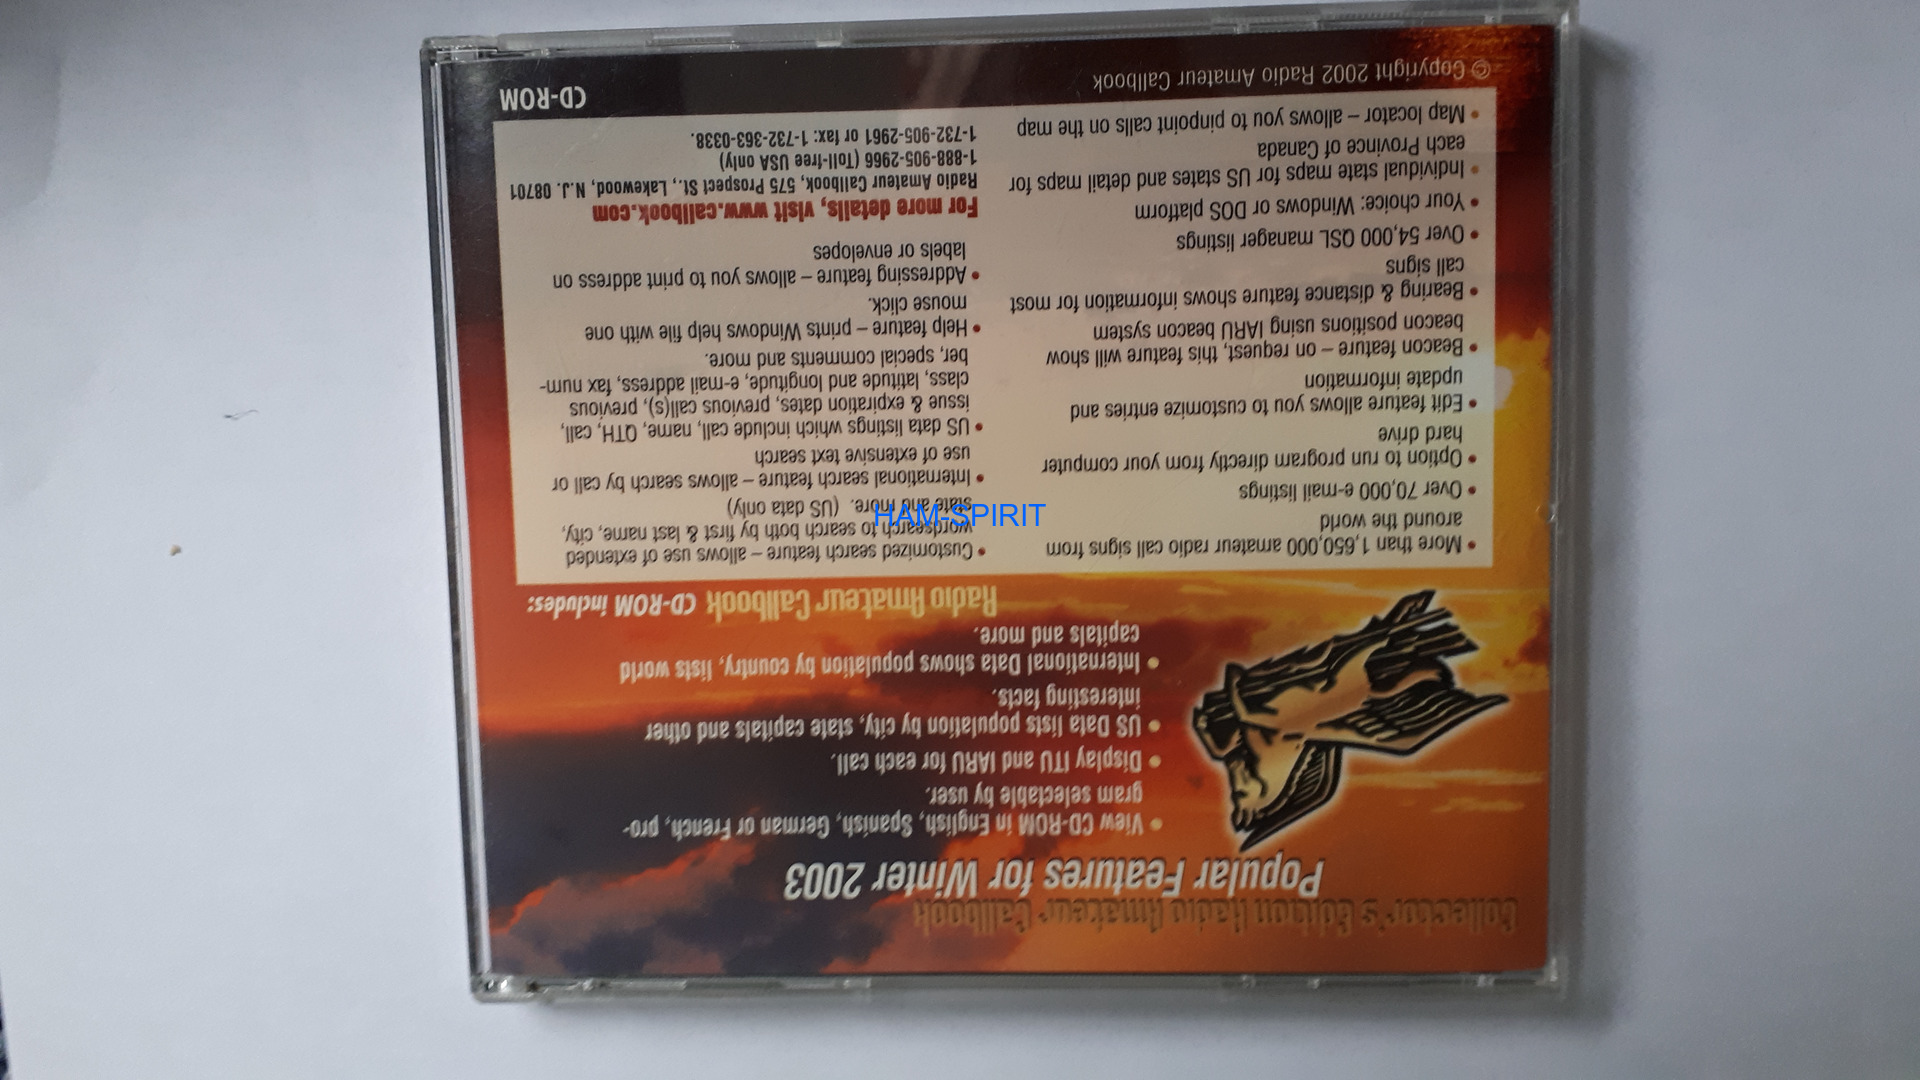 Collector's Edition Radio Amateur Callbook
Popular Features for Winter 2003
• View CD-ROM in English, Spanish, German or French, pro-
gram selectable by user.
• Display ITU and IARU for each call.
• US Data lists population by city, state capitals and other
interesting facts.
• International Data shows population by country, lists world
capitals and more.
Radio Amateur Callbook CD-ROM includes:
• More than 1,650,000 amateur radio call signs from
around the world
• Over 70,000 e-mail listings
• Option to run program directly from your computer
hard drive
• Edit feature allows you to customize entries and
update information
• Beacon feature – on request, this feature will show
beacon positions using IARU beacon system
• Bearing & distance feature shows information for most
call signs
• Over 54,000 QSL manager listings
• Your choice: Windows or DOS platform
• Individual state maps for US states and detail maps for
each Province of Canada
• Map locator – allows you to pinpoint calls on the map
• Customized search feature – allows use of extended
wordsearch to search both by first & last name, city,
state and more. (US data only)
• International search feature – allows search by call or
use of extensive text search
• US data listings which include call, name, QTH, call,
issue & expiration dates, previous call(s), previous
class, latitude and longitude, e-mail address, fax num-
ber, special comments and more.
• Help feature – prints Windows help file with one
mouse click.
• Addressing feature – allows you to print address on
labels or envelopes
For more details, visit www.callbook.com
Radio Amateur Callbook, 575 Prospect St., Lakewood, N.J. 08701
1-888-905-2966 (Toll-free USA only)
1-732-905-2961 or fax: 1-732-363-0338.
© Copyright 2002 Radio Amateur Callbook
CD-ROM
HAM-SPIRIT